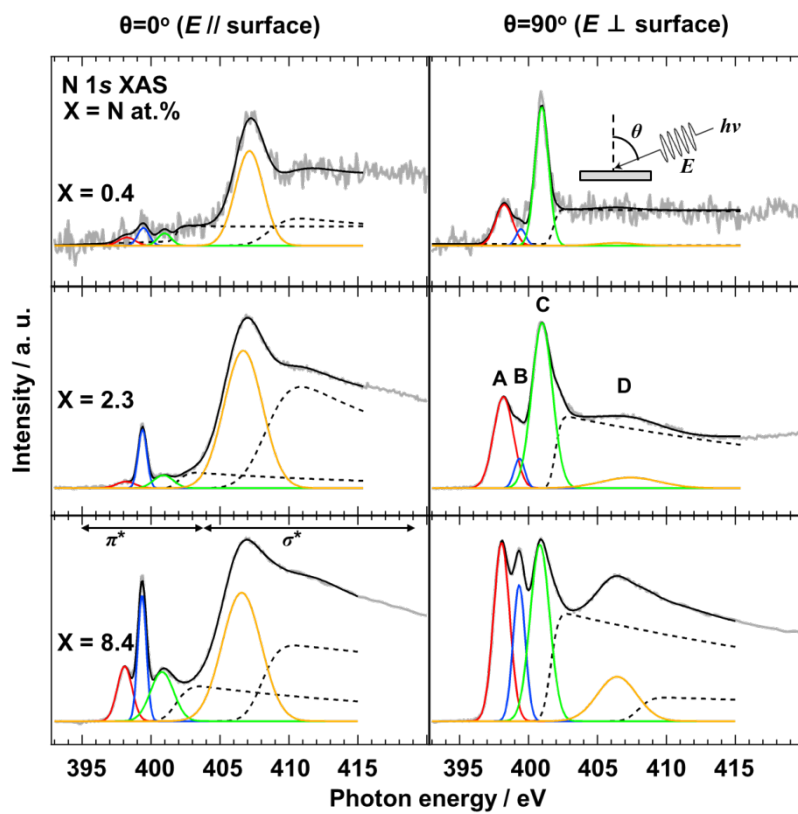 θ=0° (E // surface)
θ=90° (E ⊥ surface)
N 1s XAS
X = N at.%
X = 0.4
θ
hν
E
X = 2.3
A
B
C
D
π*
σ*
X = 8.4
Intensity / a. u.
395 400 405 410 415
395 400 405 410 415
Photon energy / eV